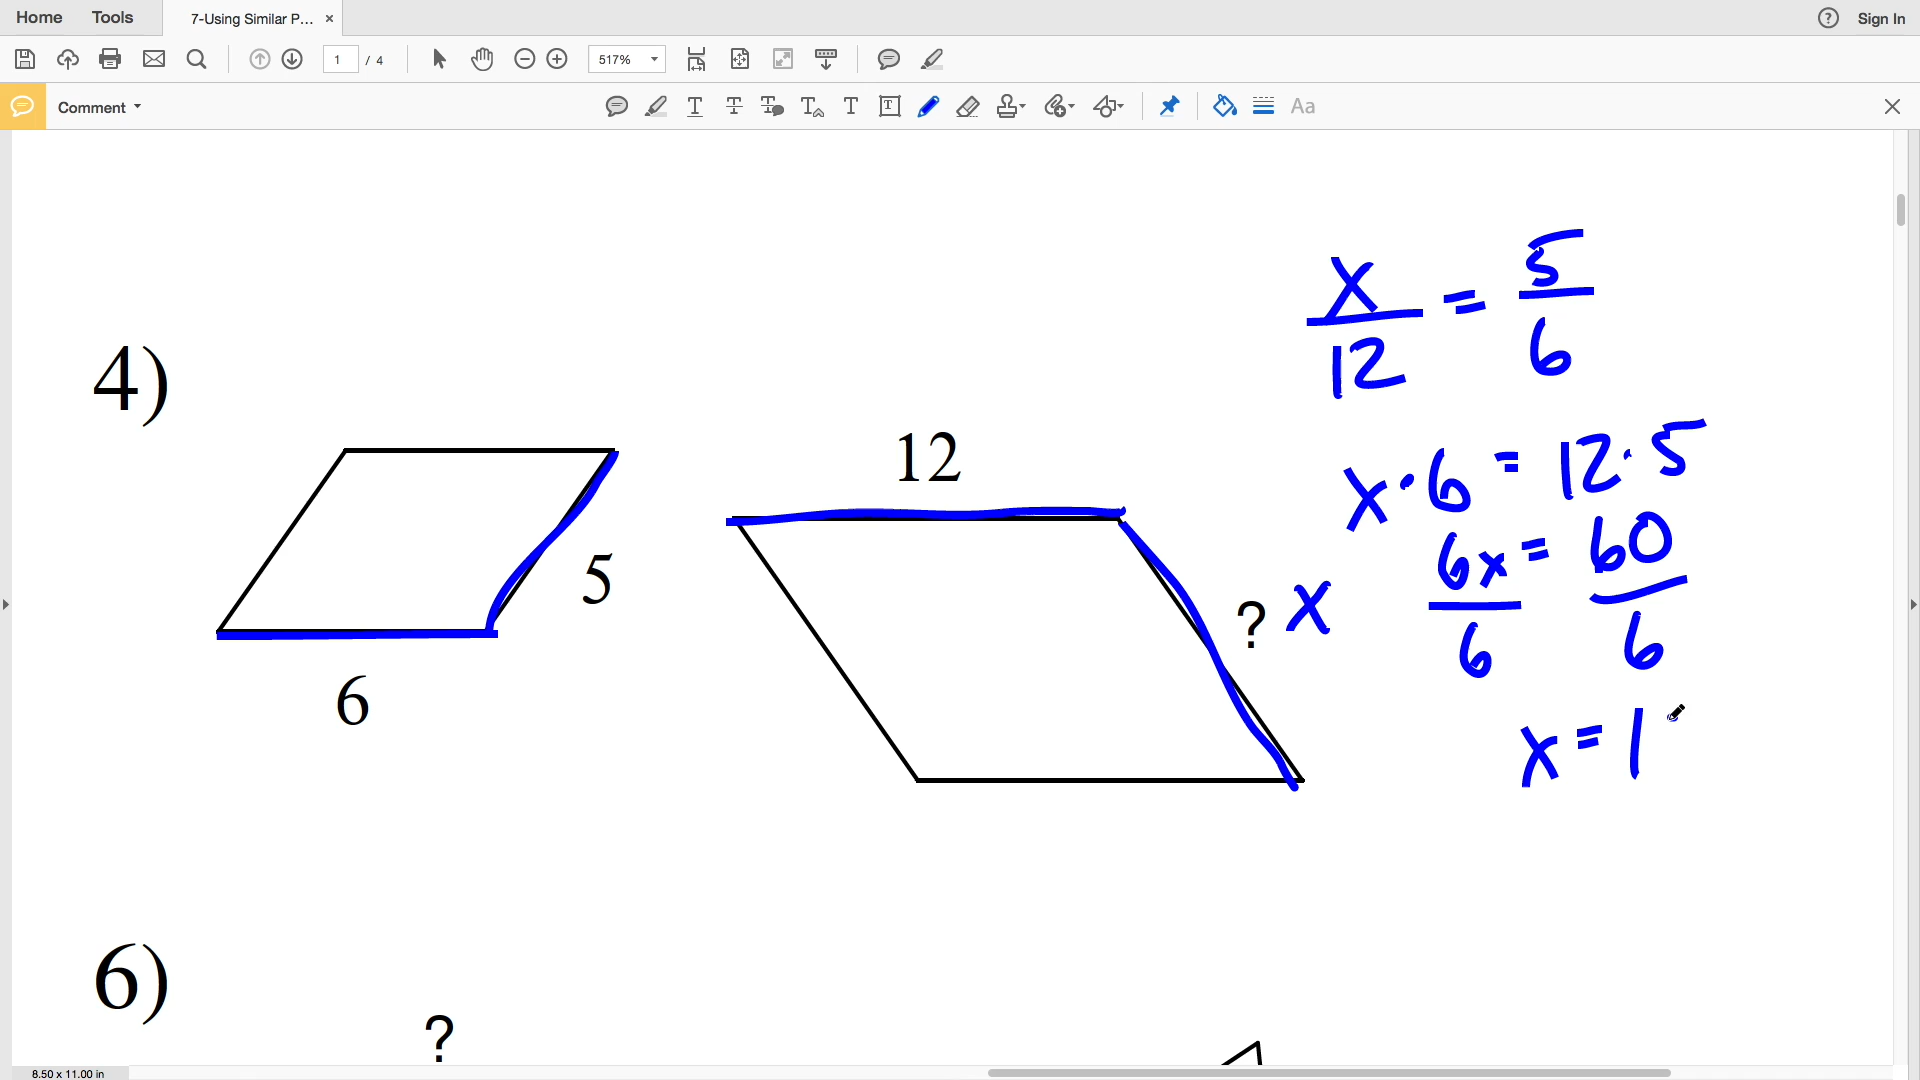 Home Tools 7-Using Similar P... × ? Sign In
1 / 4 517%
Comment Aa
4)
5
6
12
?
x
x/12 = 5/6
x·6 = 12·5
6x/6 = 60/6
x = 1
6)
?
8.50 x 11.00 in